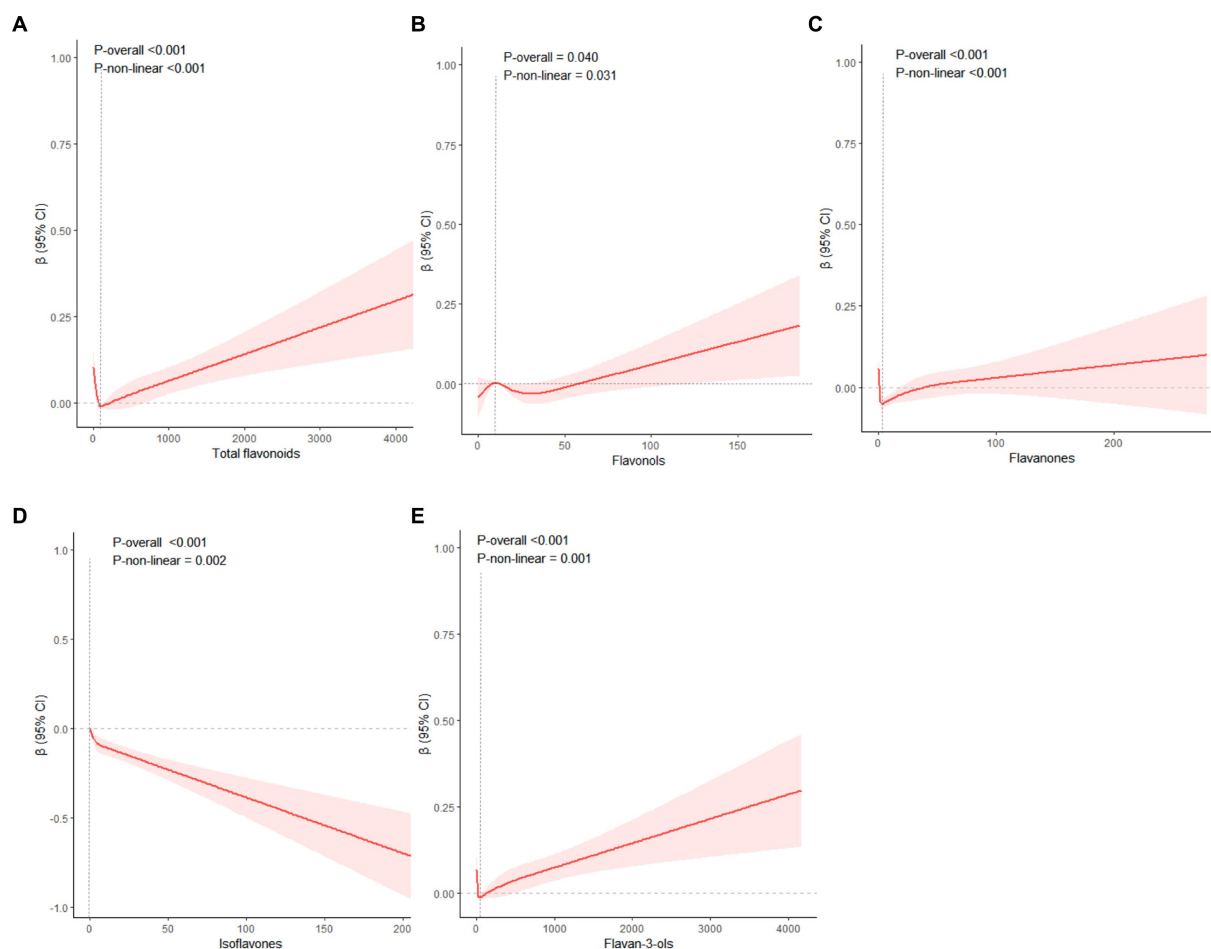 A
P-overall <0.001
P-non-linear <0.001
1.00
0.75
0.50
0.25
0.00
β (95% CI)
0 1000 2000 3000 4000
Total flavonoids
B
P-overall = 0.040
P-non-linear = 0.031
1.00
0.75
0.50
0.25
0.00
β (95% CI)
0 50 100 150
Flavonols
C
P-overall <0.001
P-non-linear <0.001
1.00
0.75
0.50
0.25
0.00
β (95% CI)
0 100 200
Flavanones
D
P-overall <0.001
P-non-linear = 0.002
1.0
0.5
0.0
-0.5
-1.0
β (95% CI)
0 50 100 150 200
Isoflavones
E
P-overall <0.001
P-non-linear = 0.001
1.00
0.75
0.50
0.25
0.00
β (95% CI)
0 1000 2000 3000 4000
Flavan-3-ols